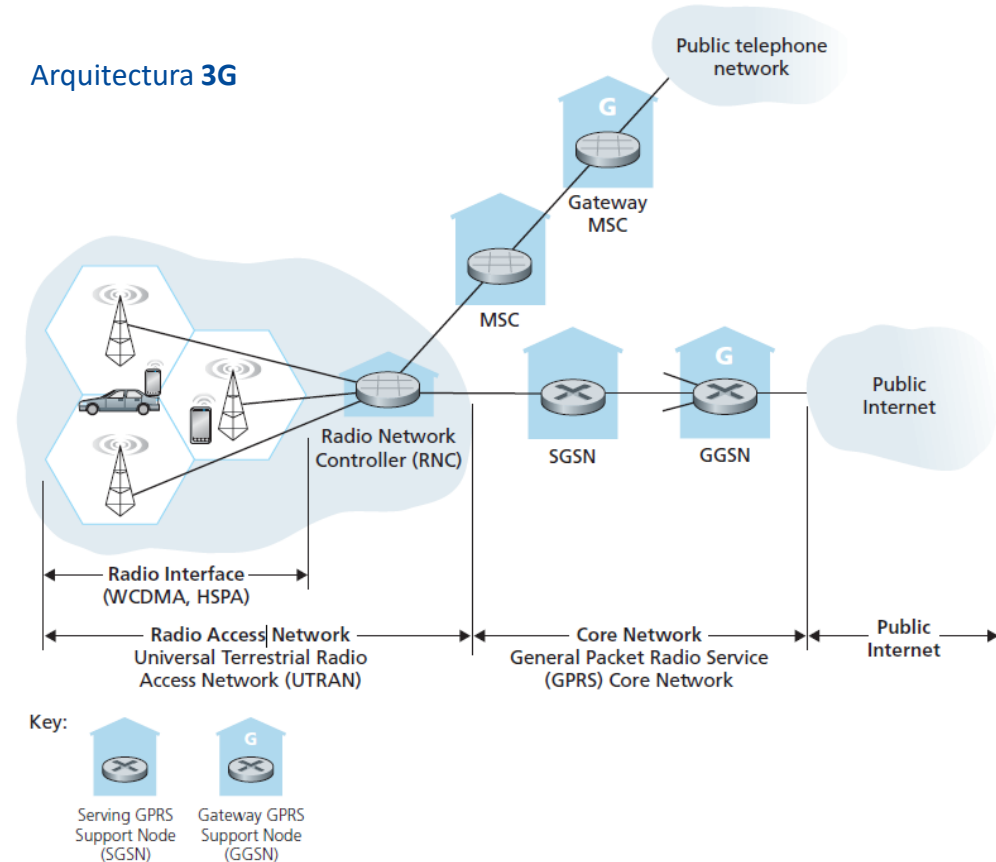 Arquitectura 3G
Public telephone
network
G
Gateway
MSC
MSC
G
Public
Internet
Radio Network
Controller (RNC)
SGSN
GGSN
Radio Interface
(WCDMA, HSPA)
Radio Access Network
Universal Terrestrial Radio
Access Network (UTRAN)
Core Network
General Packet Radio Service
(GPRS) Core Network
Public
Internet
Key:
G
Serving GPRS
Support Node
(SGSN)
Gateway GPRS
Support Node
(GGSN)